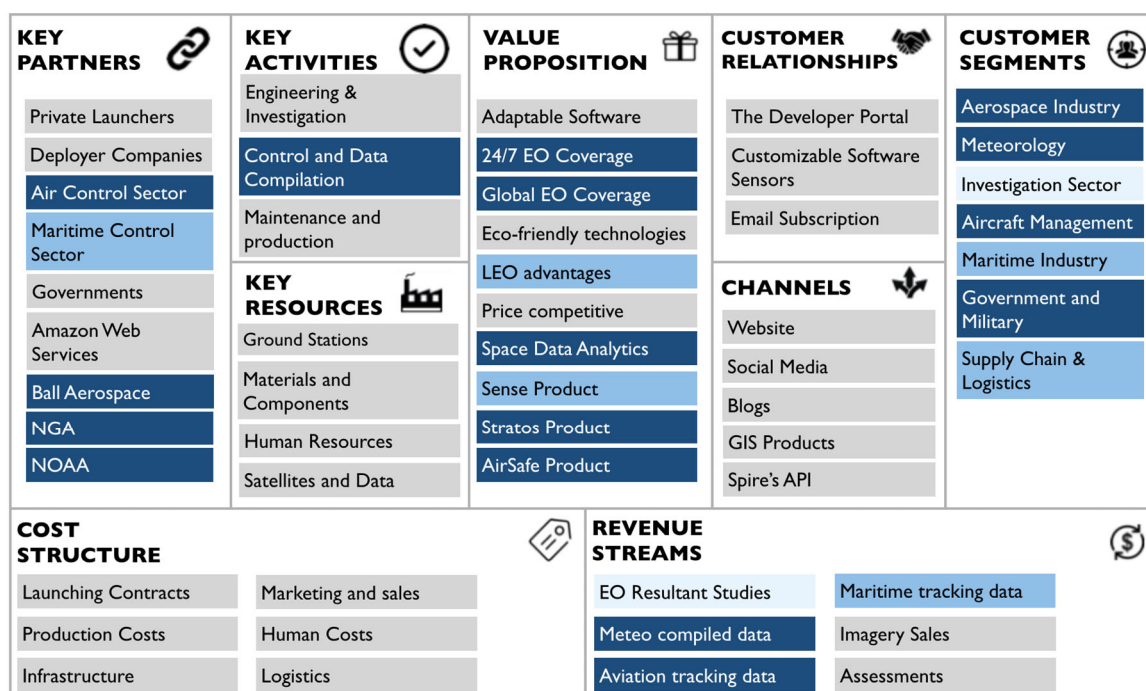 KEY
PARTNERS
Private Launchers
Deployer Companies
Air Control Sector
Maritime Control
Sector
Governments
Amazon Web
Services
Ball Aerospace
NGA
NOAA
KEY
ACTIVITIES
Engineering &
Investigation
Control and Data
Compilation
Maintenance and
production
KEY
RESOURCES
Ground Stations
Materials and
Components
Human Resources
Satellites and Data
VALUE
PROPOSITION
Adaptable Software
24/7 EO Coverage
Global EO Coverage
Eco-friendly technologies
LEO advantages
Price competitive
Space Data Analytics
Sense Product
Stratos Product
AirSafe Product
CUSTOMER
RELATIONSHIPS
The Developer Portal
Customizable Software
Sensors
Email Subscription
CHANNELS
Website
Social Media
Blogs
GIS Products
Spire's API
CUSTOMER
SEGMENTS
Aerospace Industry
Meteorology
Investigation Sector
Aircraft Management
Maritime Industry
Government and
Military
Supply Chain &
Logistics
COST
STRUCTURE
Launching Contracts
Production Costs
Infrastructure
Marketing and sales
Human Costs
Logistics
REVENUE
STREAMS
$
EO Resultant Studies
Meteo compiled data
Aviation tracking data
Maritime tracking data
Imagery Sales
Assessments